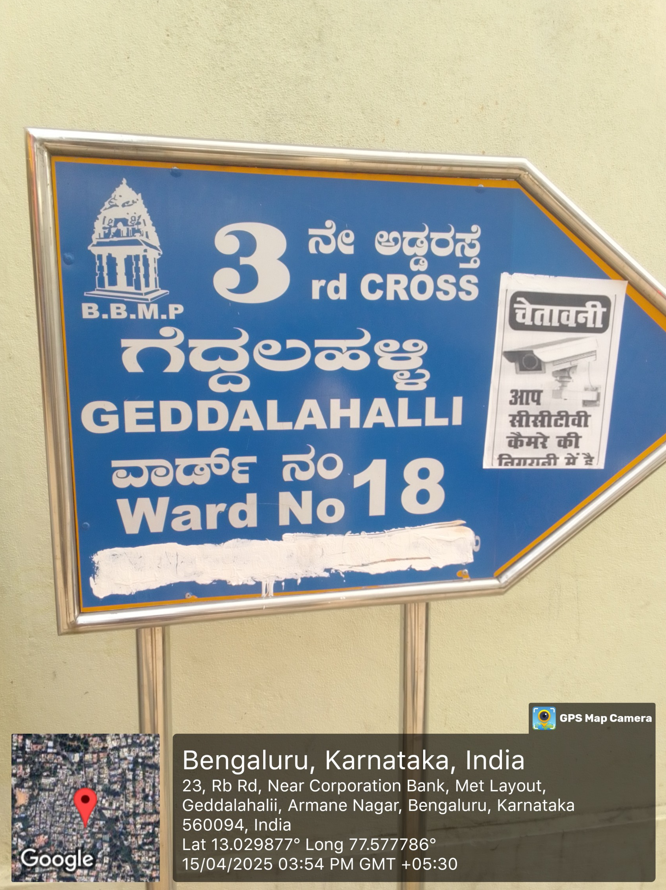 B.B.M.P
3 ನೇ ಅಡ್ಡರಸ್ತೆ
rd CROSS
ಗೆದ್ದಲಹಳ್ಳಿ
GEDDALAHALLI
ವಾರ್ಡ್ ನಂ 18
Ward No
चेतावनी
आप
सीसीटीवी
कैमरे की
निगरानी में है
GPS Map Camera
Bengaluru, Karnataka, India
23, Rb Rd, Near Corporation Bank, Met Layout,
Geddalahalii, Armane Nagar, Bengaluru, Karnataka
560094, India
Lat 13.029877° Long 77.577786°
15/04/2025 03:54 PM GMT +05:30
Google